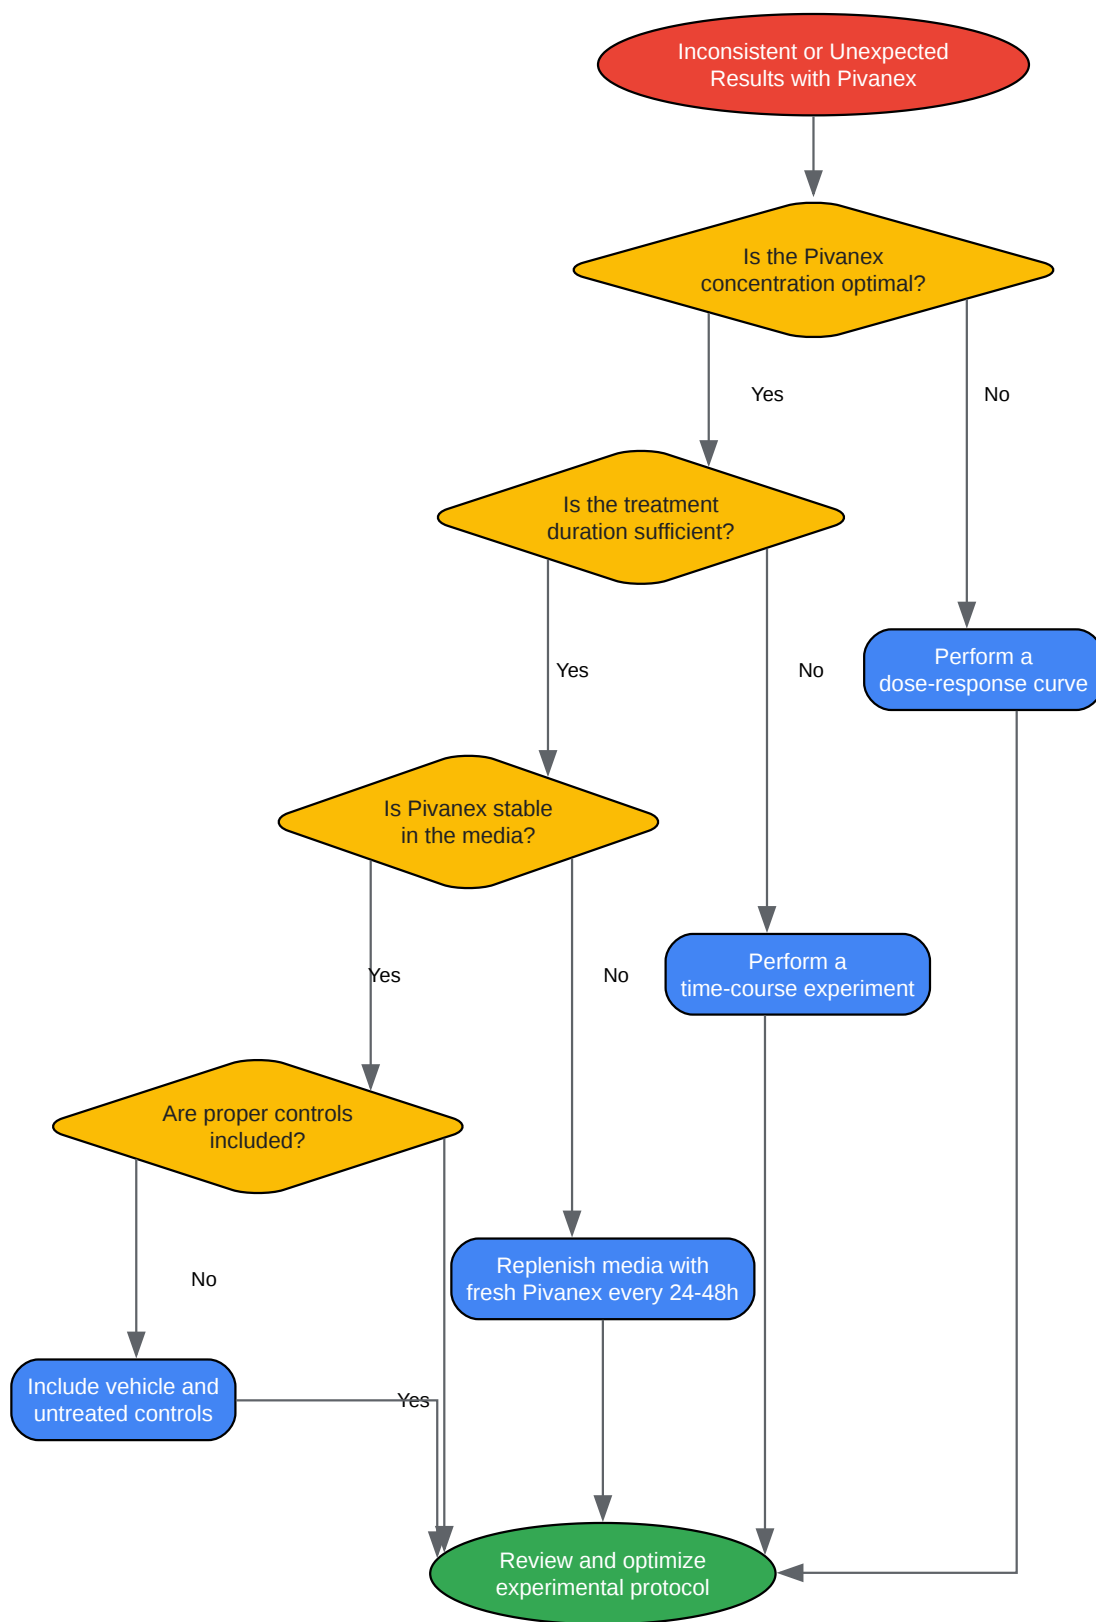 Inconsistent or Unexpected
Results with Pivanex
Is the Pivanex
concentration optimal?
Yes
No
Is the treatment
duration sufficient?
Yes
No
Perform a
dose-response curve
Is Pivanex stable
in the media?
Yes
No
Perform a
time-course experiment
Are proper controls
included?
No
Replenish media with
fresh Pivanex every 24-48h
Include vehicle and
untreated controls
Yes
Review and optimize
experimental protocol